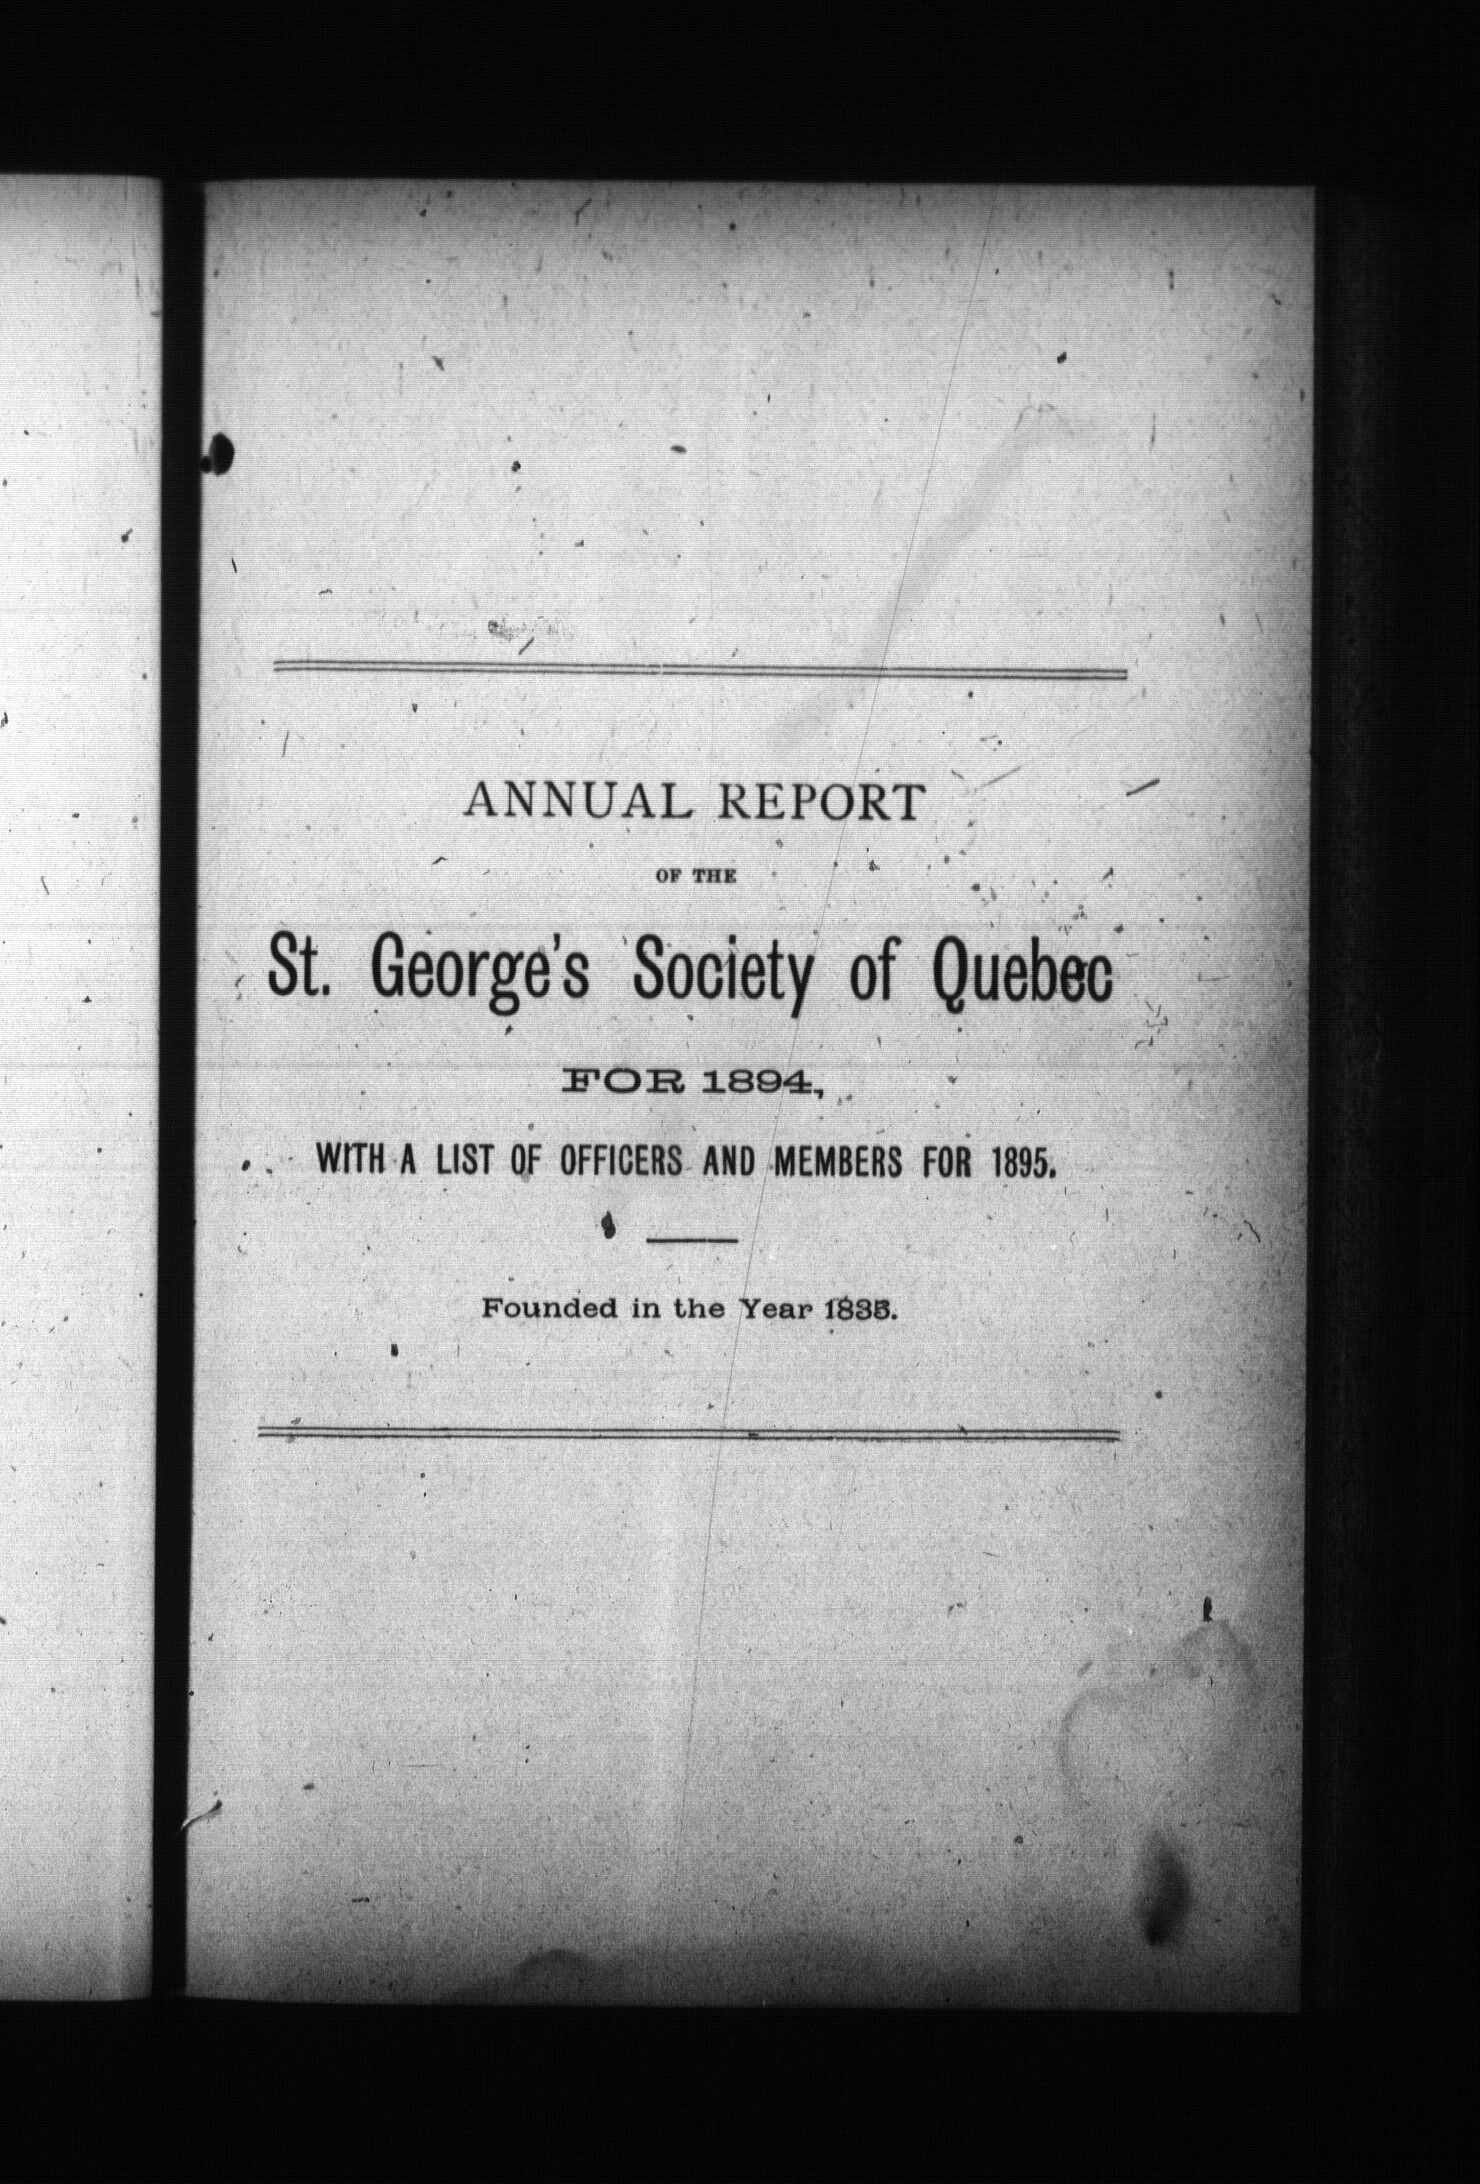 ANNUAL REPORT
OF THE
St. George's Society of Quebec
FOR 1894,
WITH A LIST OF OFFICERS AND MEMBERS FOR 1895.
Founded in the Year 1835.